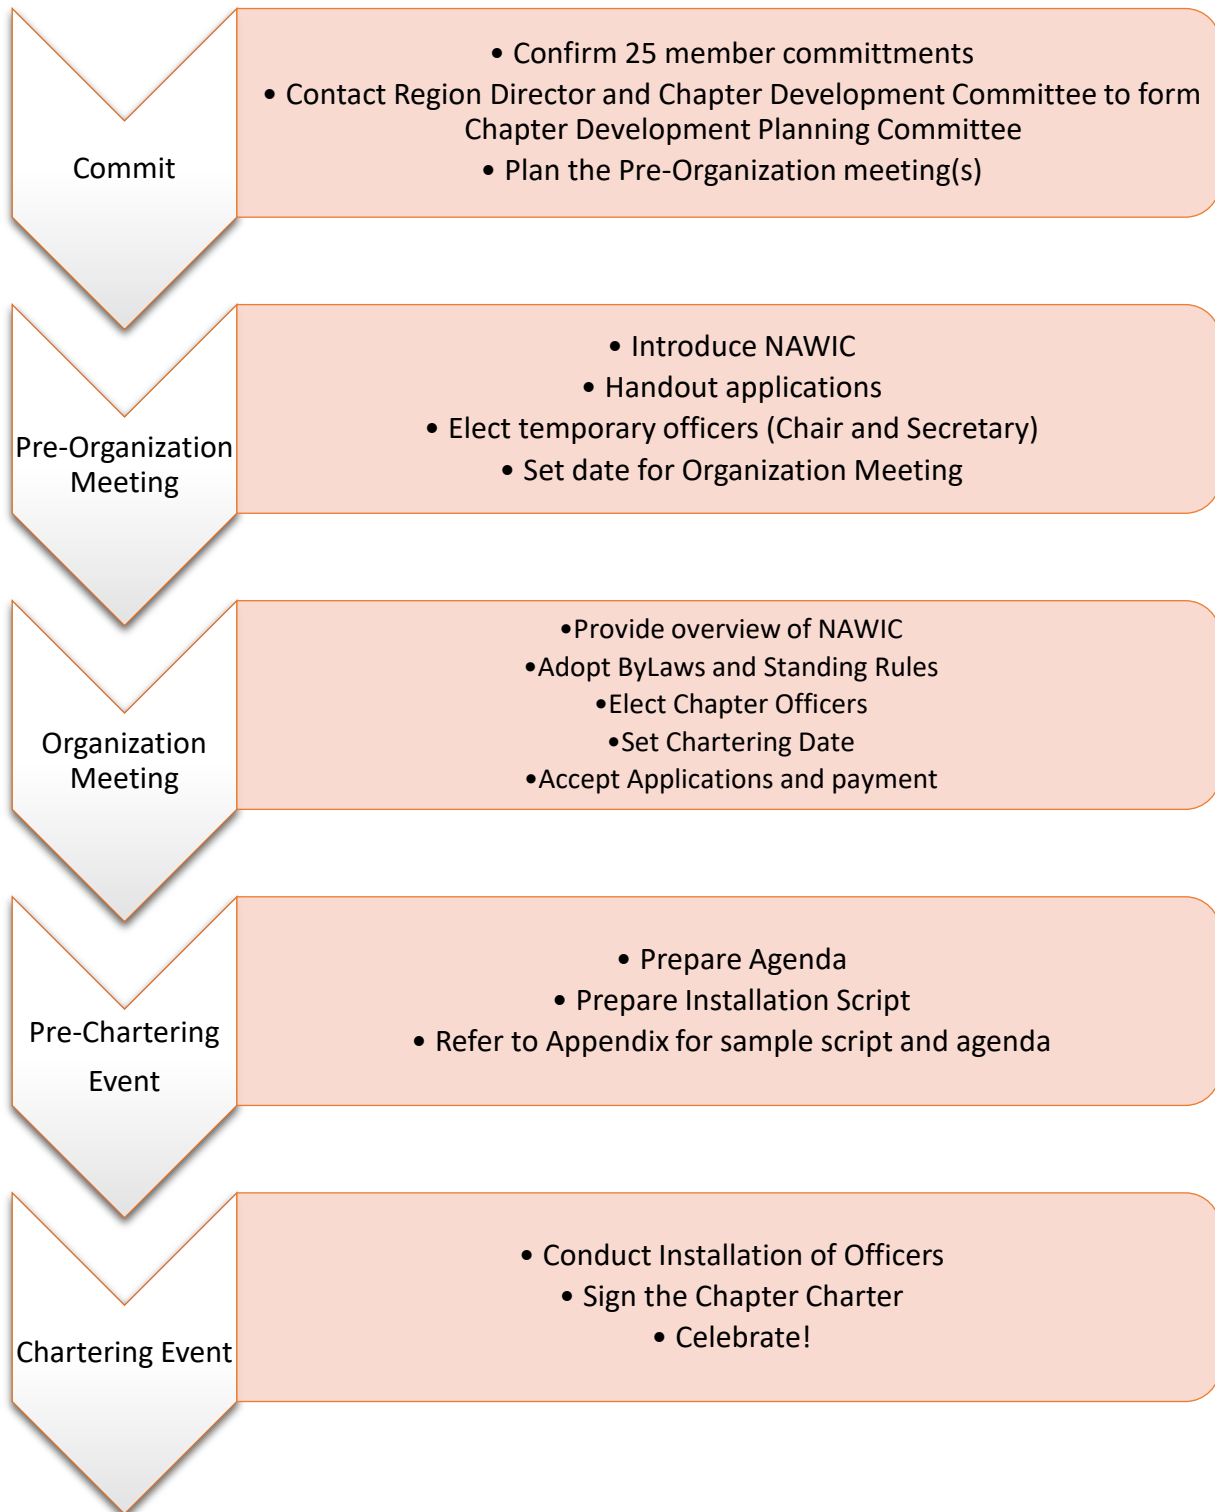 Commit
• Confirm 25 member committments
• Contact Region Director and Chapter Development Committee to form
Chapter Development Planning Committee
• Plan the Pre-Organization meeting(s)
Pre-Organization
Meeting
• Introduce NAWIC
• Handout applications
• Elect temporary officers (Chair and Secretary)
• Set date for Organization Meeting
Organization
Meeting
•Provide overview of NAWIC
•Adopt ByLaws and Standing Rules
•Elect Chapter Officers
•Set Chartering Date
•Accept Applications and payment
Pre-Chartering
Event
• Prepare Agenda
• Prepare Installation Script
• Refer to Appendix for sample script and agenda
Chartering Event
• Conduct Installation of Officers
• Sign the Chapter Charter
• Celebrate!